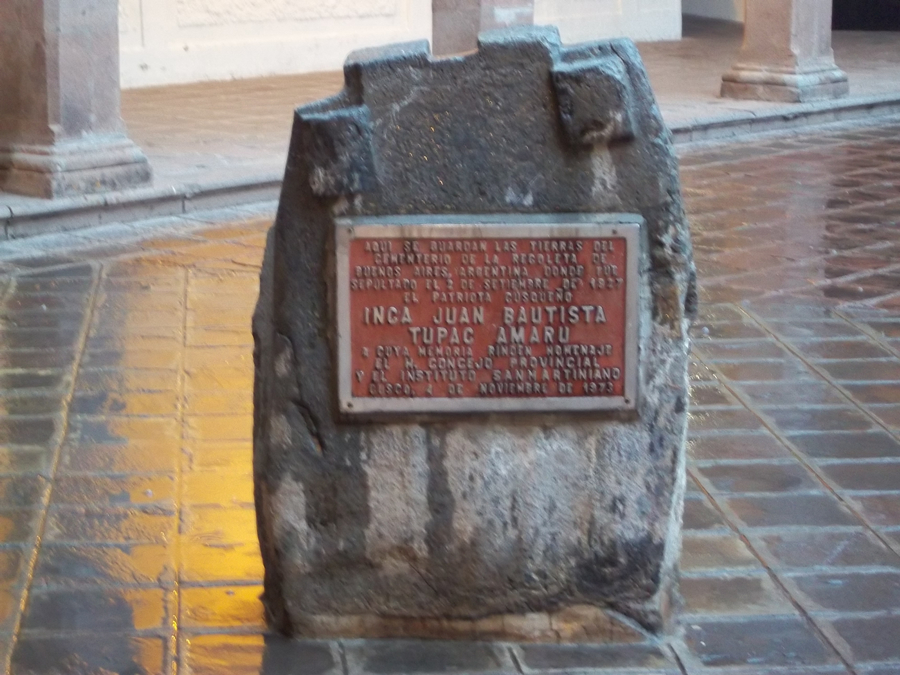 AQUI SE GUARDAN LAS TIERRAS DEL
CEMENTERIO DE LA RECOLETA DE
BUENOS AIRES, ARGENTINA, DONDE FUE
SEPULTADO EL 2 DE SETIEMBRE DE 1827
EL PATRIOTA CUSQUEÑO
INCA JUAN BAUTISTA
TUPAC AMARU
A CUYA MEMORIA RINDEN HOMENAJE
EL H. CONCEJO PROVINCIAL
Y EL INSTITUTO SANMARTINIANO
COSCO, 4 DE NOVIEMBRE DE 1973